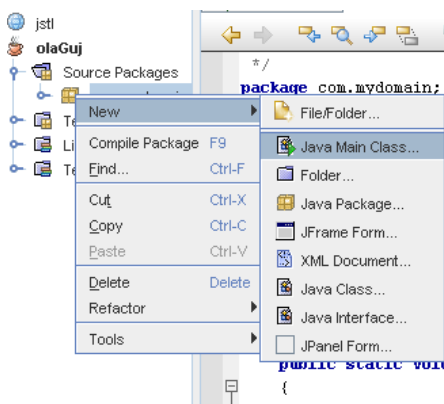 jstl
olaGuj
Source Packages
*/
package com.mydomain;
New
File/Folder...
Compile Package F9
Java Main Class...
Find... Ctrl-F
Folder...
Cut Ctrl-X
Java Package...
Copy Ctrl-C
JFrame Form...
Paste Ctrl-V
XML Document...
Delete Delete
Java Class...
Refactor
Java Interface...
Tools
JPanel Form...
public static void
{